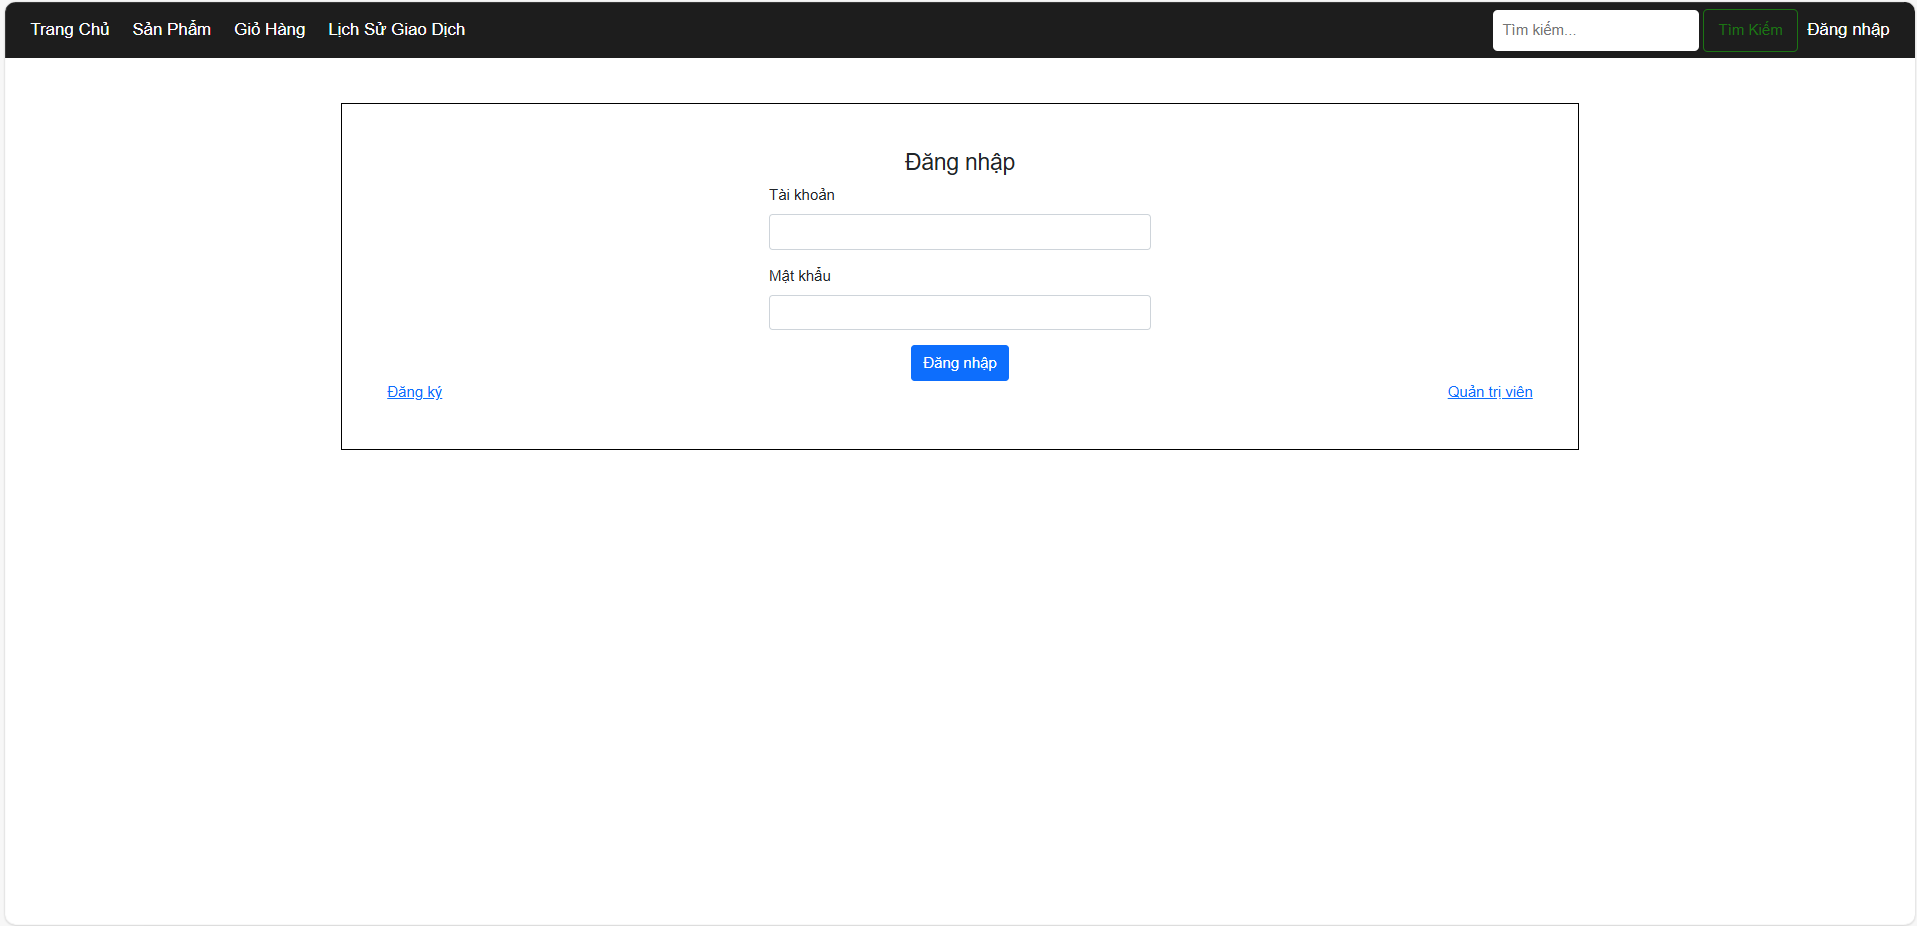 Trang Chủ Sản Phẩm Giỏ Hàng Lịch Sử Giao Dịch Tìm kiếm... Tìm Kiếm Đăng nhập
Đăng nhập
Tài khoản
Mật khẩu
Đăng nhập
Đăng ký Quản trị viên